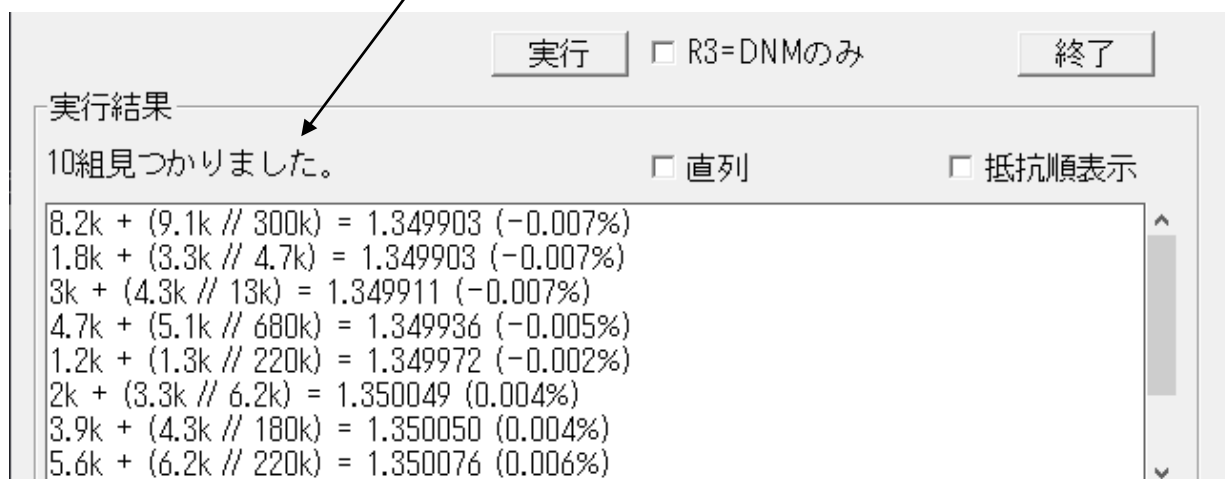 実行 R3=DNMのみ 終了
実行結果
10組見つかりました。 直列 抵抗順表示
8.2k + (9.1k // 300k) = 1.349903 (-0.007%)
1.8k + (3.3k // 4.7k) = 1.349903 (-0.007%)
3k + (4.3k // 13k) = 1.349911 (-0.007%)
4.7k + (5.1k // 680k) = 1.349936 (-0.005%)
1.2k + (1.3k // 220k) = 1.349972 (-0.002%)
2k + (3.3k // 6.2k) = 1.350049 (0.004%)
3.9k + (4.3k // 180k) = 1.350050 (0.004%)
5.6k + (6.2k // 220k) = 1.350076 (0.006%)